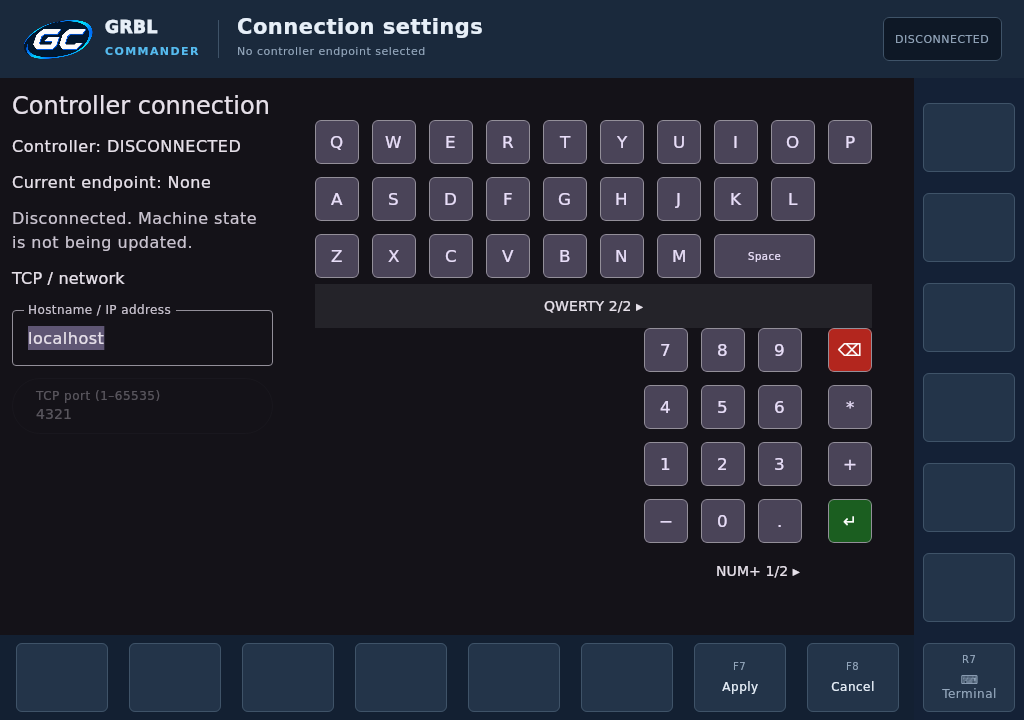 GC
GRBL
COMMANDER
Connection settings
No controller endpoint selected
DISCONNECTED
Controller connection
Controller: DISCONNECTED
Current endpoint: None
Disconnected. Machine state
is not being updated.
TCP / network
Hostname / IP address
localhost
TCP port (1–65535)
4321
Q W E R T Y U I O P
A S D F G H J K L
Z X C V B N M Space
QWERTY 2/2 ▸
7 8 9 ⌫
4 5 6 *
1 2 3 +
− 0 . ↵
NUM+ 1/2 ▸
F7
Apply
F8
Cancel
R7
⌨
Terminal